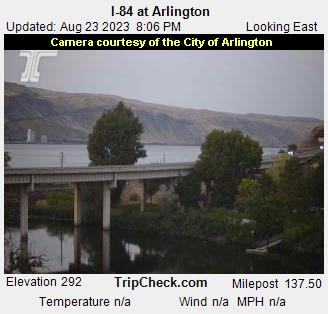 I-84 at Arlington
Updated: Aug 23 2023 8:06 PM Looking East
Camera courtesy of the City of Arlington
Elevation 292 TripCheck.com Milepost 137.50
Temperature n/a Wind n/a MPH n/a